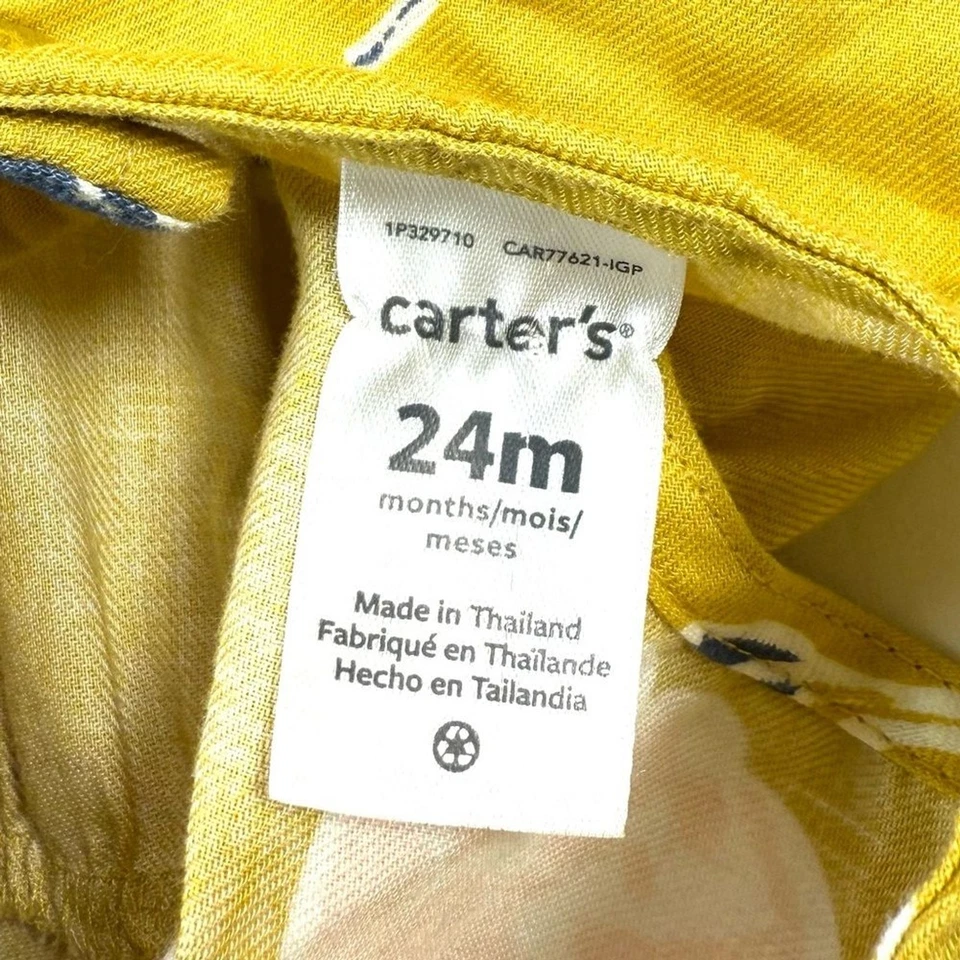 1P329710 CAR77621-IGP
carter's®
24m
months/mois/
meses
Made in Thailand
Fabriqué en Thaïlande
Hecho en Tailandia